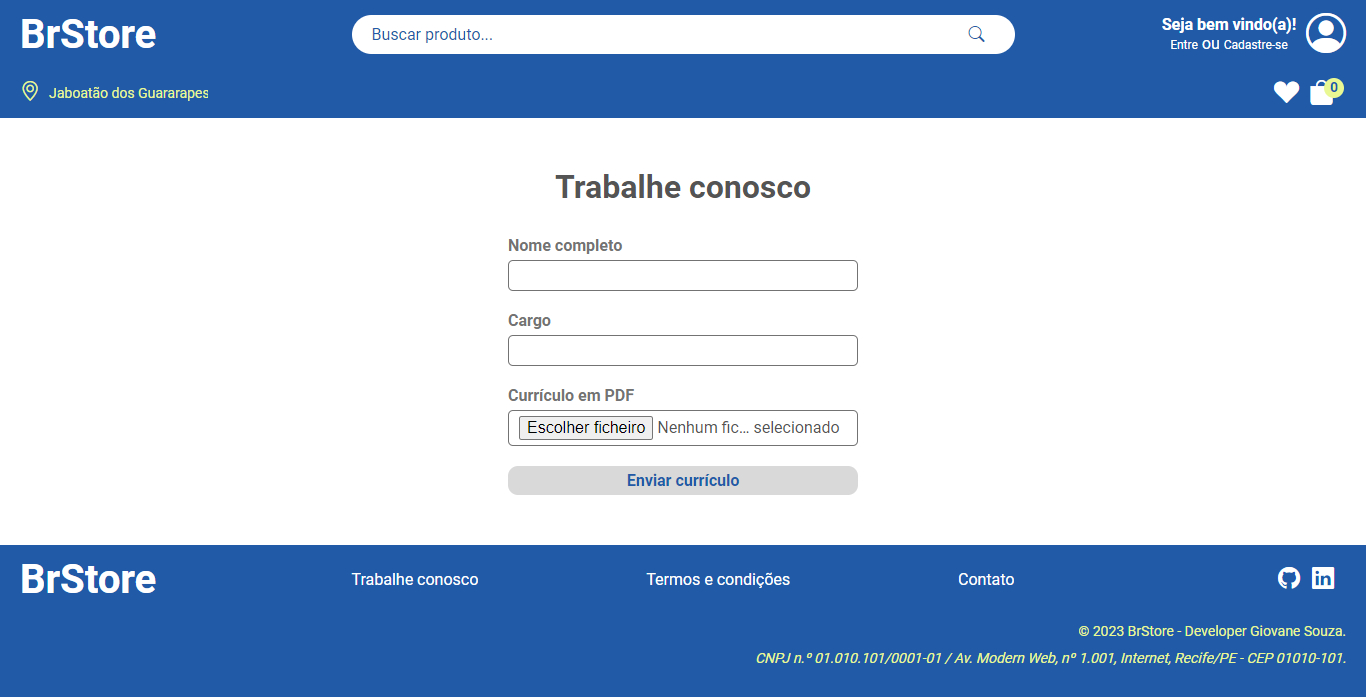 BrStore
Buscar produto...
Seja bem vindo(a)!
Entre OU Cadastre-se
Jaboatão dos Guararapes
0
Trabalhe conosco
Nome completo
Cargo
Currículo em PDF
Escolher ficheiro Nenhum fic... selecionado
Enviar currículo
BrStore
Trabalhe conosco
Termos e condições
Contato
in
© 2023 BrStore - Developer Giovane Souza.
CNPJ n.º 01.010.101/0001-01 / Av. Modern Web, nº 1.001, Internet, Recife/PE - CEP 01010-101.